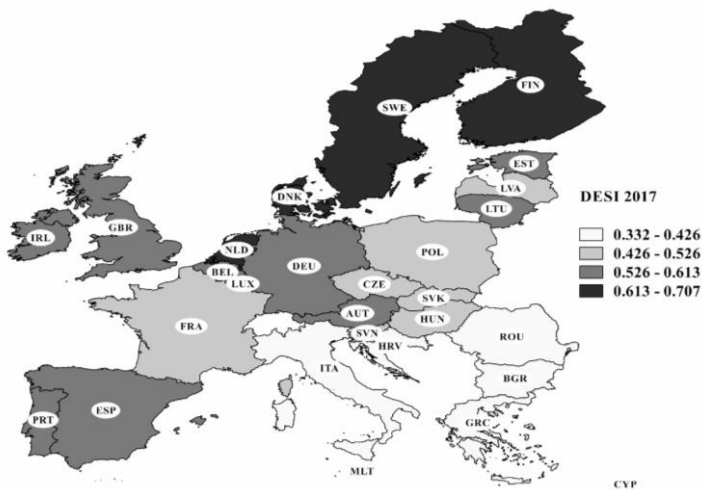 FIN
SWE
EST
LVA
DNK
LTU
DESI 2017
GBR
IRL
NLD
0.332 - 0.426
0.426 - 0.526
0.526 - 0.613
0.613 - 0.707
BEL
DEU
POL
LUX
CZE
SVK
AUT
HUN
FRA
SVN
HRV
ROU
ITA
BGR
PRT
ESP
GRC
MLT
CYP